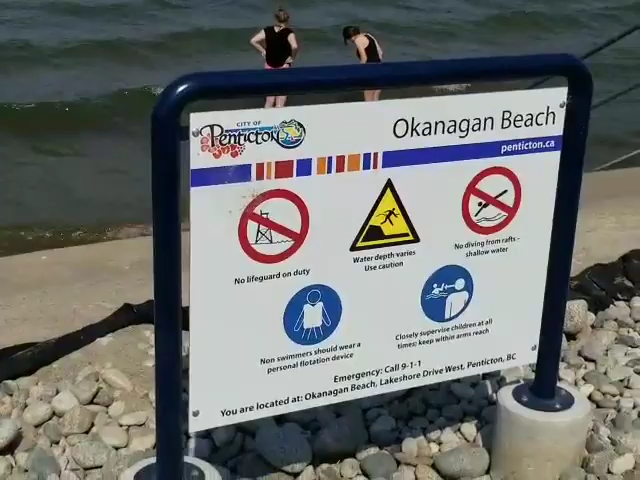 CITY OF
Penticton
Okanagan Beach
penticton.ca
No lifeguard on duty
Water depth varies
Use caution
No diving from rafts -
shallow water
Non swimmers should wear a
personal flotation device
Closely supervise children at all
times; keep within arms reach
Emergency: Call 9-1-1
You are located at: Okanagan Beach, Lakeshore Drive West, Penticton, BC